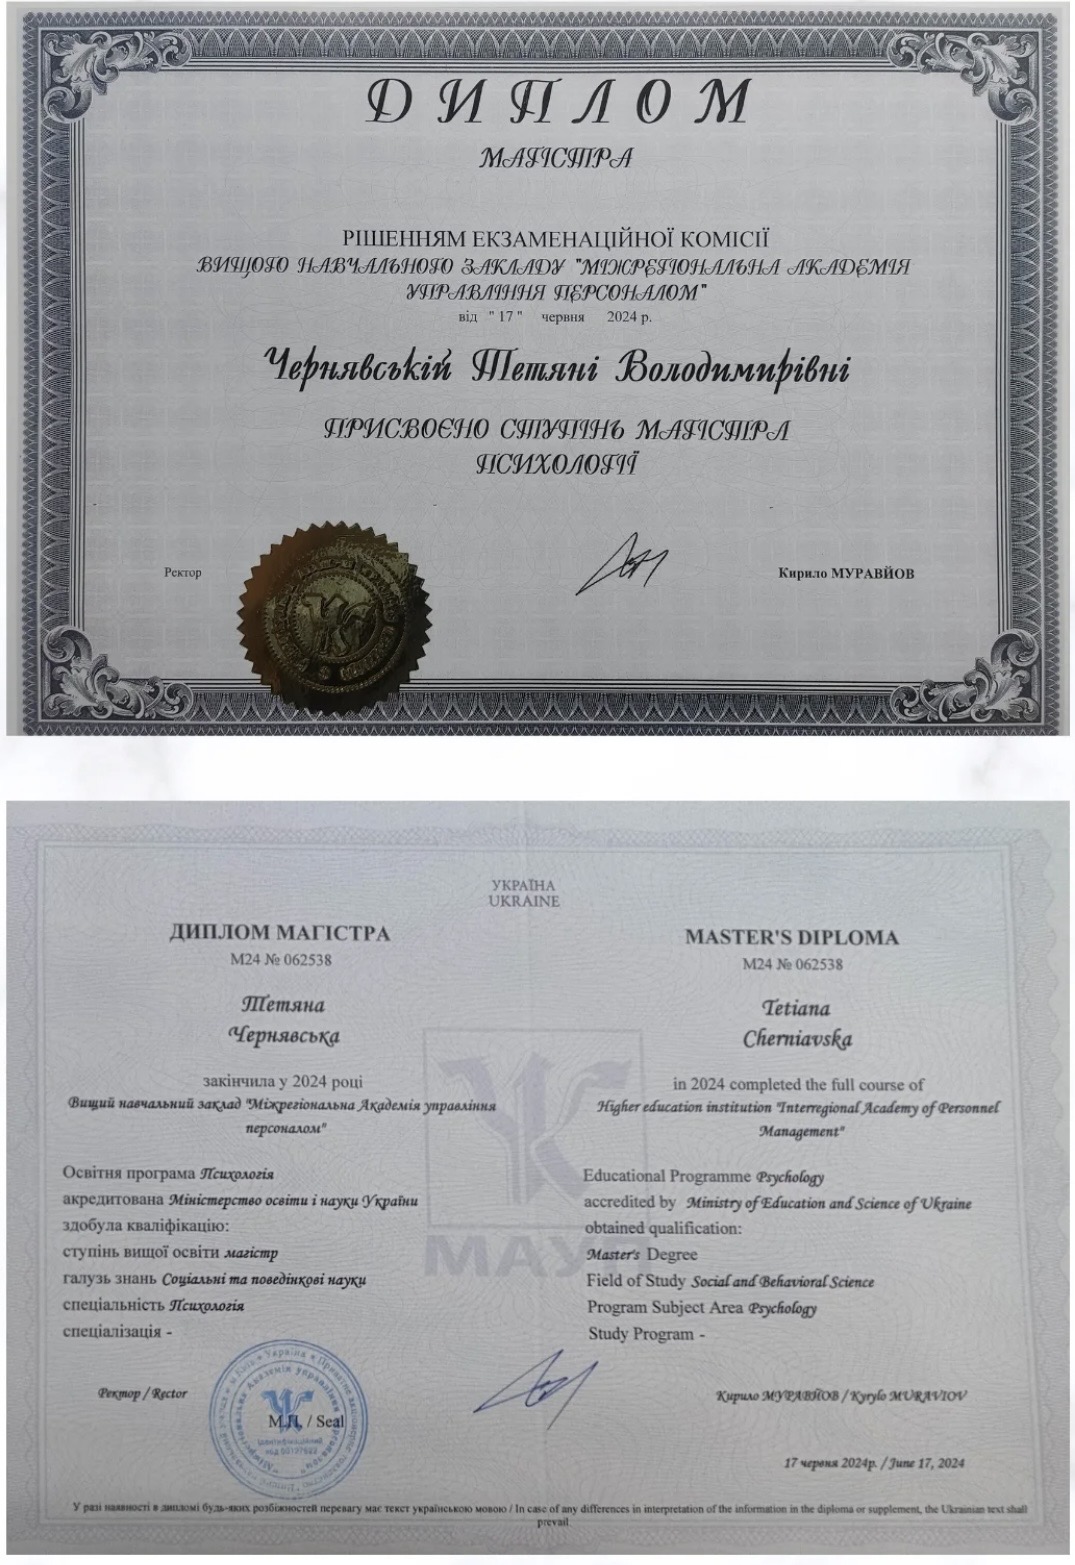 ДИПЛОМ
МАГІСТРА
РІШЕННЯМ ЕКЗАМЕНАЦІЙНОЇ КОМІСІЇ
ВИЩОГО НАВЧАЛЬНОГО ЗАКЛАДУ "МІЖРЕГІОНАЛЬНА АКАДЕМІЯ
УПРАВЛІННЯ ПЕРСОНАЛОМ"
від "17" червня 2024 р.
Чернявській Тетяні Володимирівні
ПРИСВОЄНО СТУПІНЬ МАГІСТРА
ПСИХОЛОГІЇ
Ректор
Кирило МУРАВЙОВ
УКРАЇНА
UKRAINE
ДИПЛОМ МАГІСТРА
М24 № 062538
Тетяна
Чернявська
закінчила у 2024 році
Вищий навчальний заклад "Міжрегіональна Академія управління
персоналом"
Освітня програма Психологія
акредитована Міністерство освіти і науки України
здобула кваліфікацію:
ступінь вищої освіти магістр
галузь знань Соціальні та поведінкові науки
спеціальність Психологія
спеціалізація -
MASTER'S DIPLOMA
М24 № 062538
Tetiana
Cherniavska
in 2024 completed the full course of
Higher education institution "Interregional Academy of Personnel
Management"
Educational Programme Psychology
accredited by Ministry of Education and Science of Ukraine
obtained qualification:
Master's Degree
Field of Study Social and Behavioral Science
Program Subject Area Psychology
Study Program -
МАУП
Ректор / Rector
М.П. / Seal
Кирило МУРАВЙОВ / Kyrylo MURAVIOV
17 червня 2024р. / June 17, 2024
У разі наявності в дипломі будь-яких розбіжностей перевагу має текст українською мовою / In case of any differences in interpretation of the information in the diploma or supplement, the Ukrainian text shall
prevail.